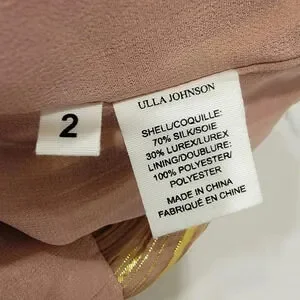 2
ULLA JOHNSON
SHELL/COQUILLE:
70% SILK/SOIE
30% LUREX/LUREX
LINING/DOUBLURE:
100% POLYESTER/
POLYESTER
MADE IN CHINA
FABRIQUÉ EN CHINE